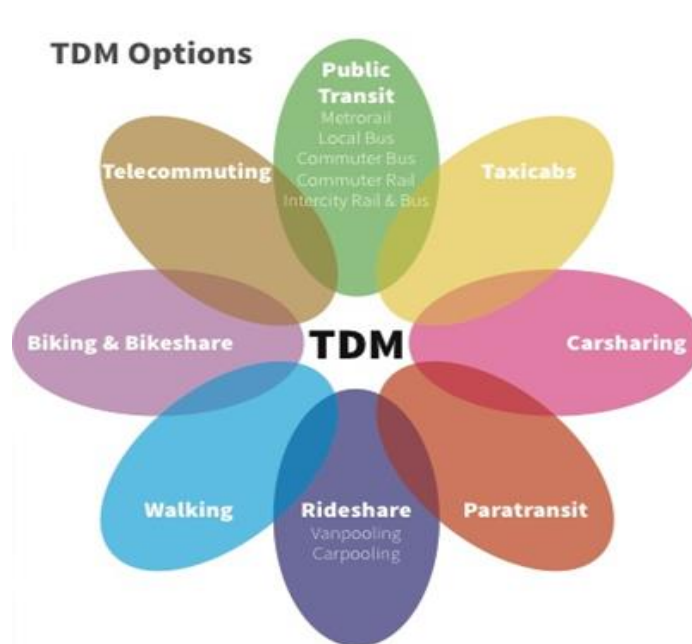 TDM Options
Public
Transit
Metrorail
Local Bus
Commuter Bus
Commuter Rail
Intercity Rail & Bus
Telecommuting
Taxicabs
Biking & Bikeshare
TDM
Carsharing
Walking
Rideshare
Vanpooling
Carpooling
Paratransit